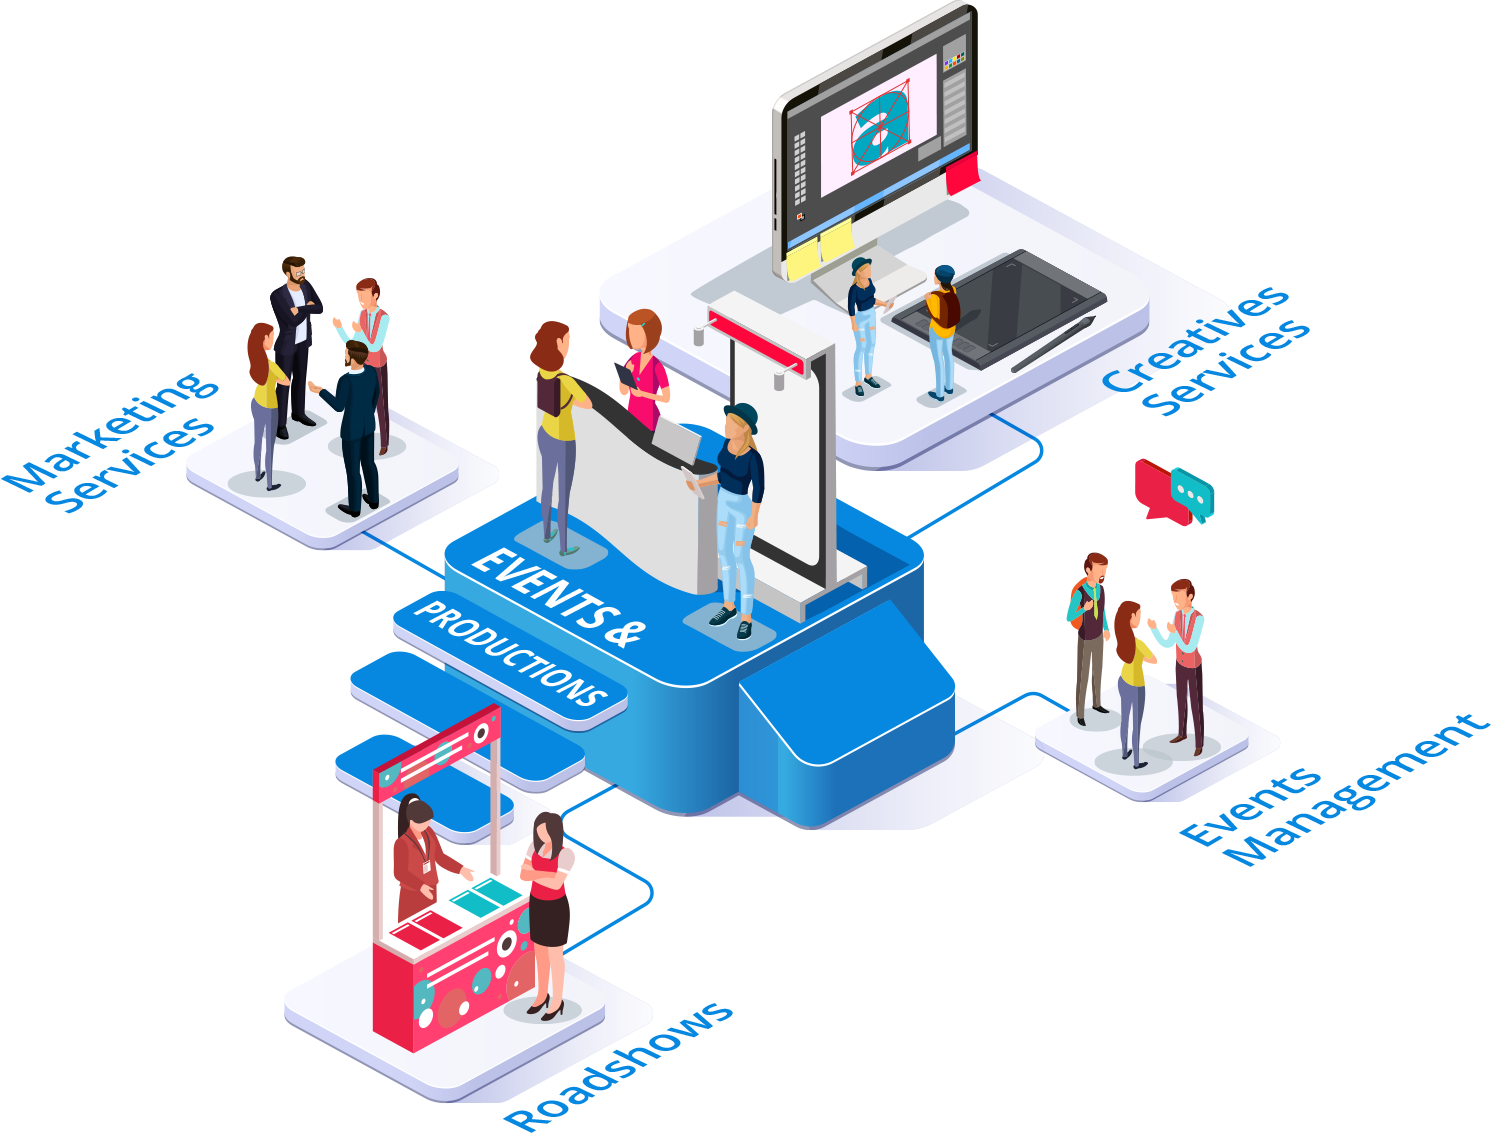 Creatives
Services
Marketing
Services
a
EVENTS &
PRODUCTIONS
Events
Management
Roadshows